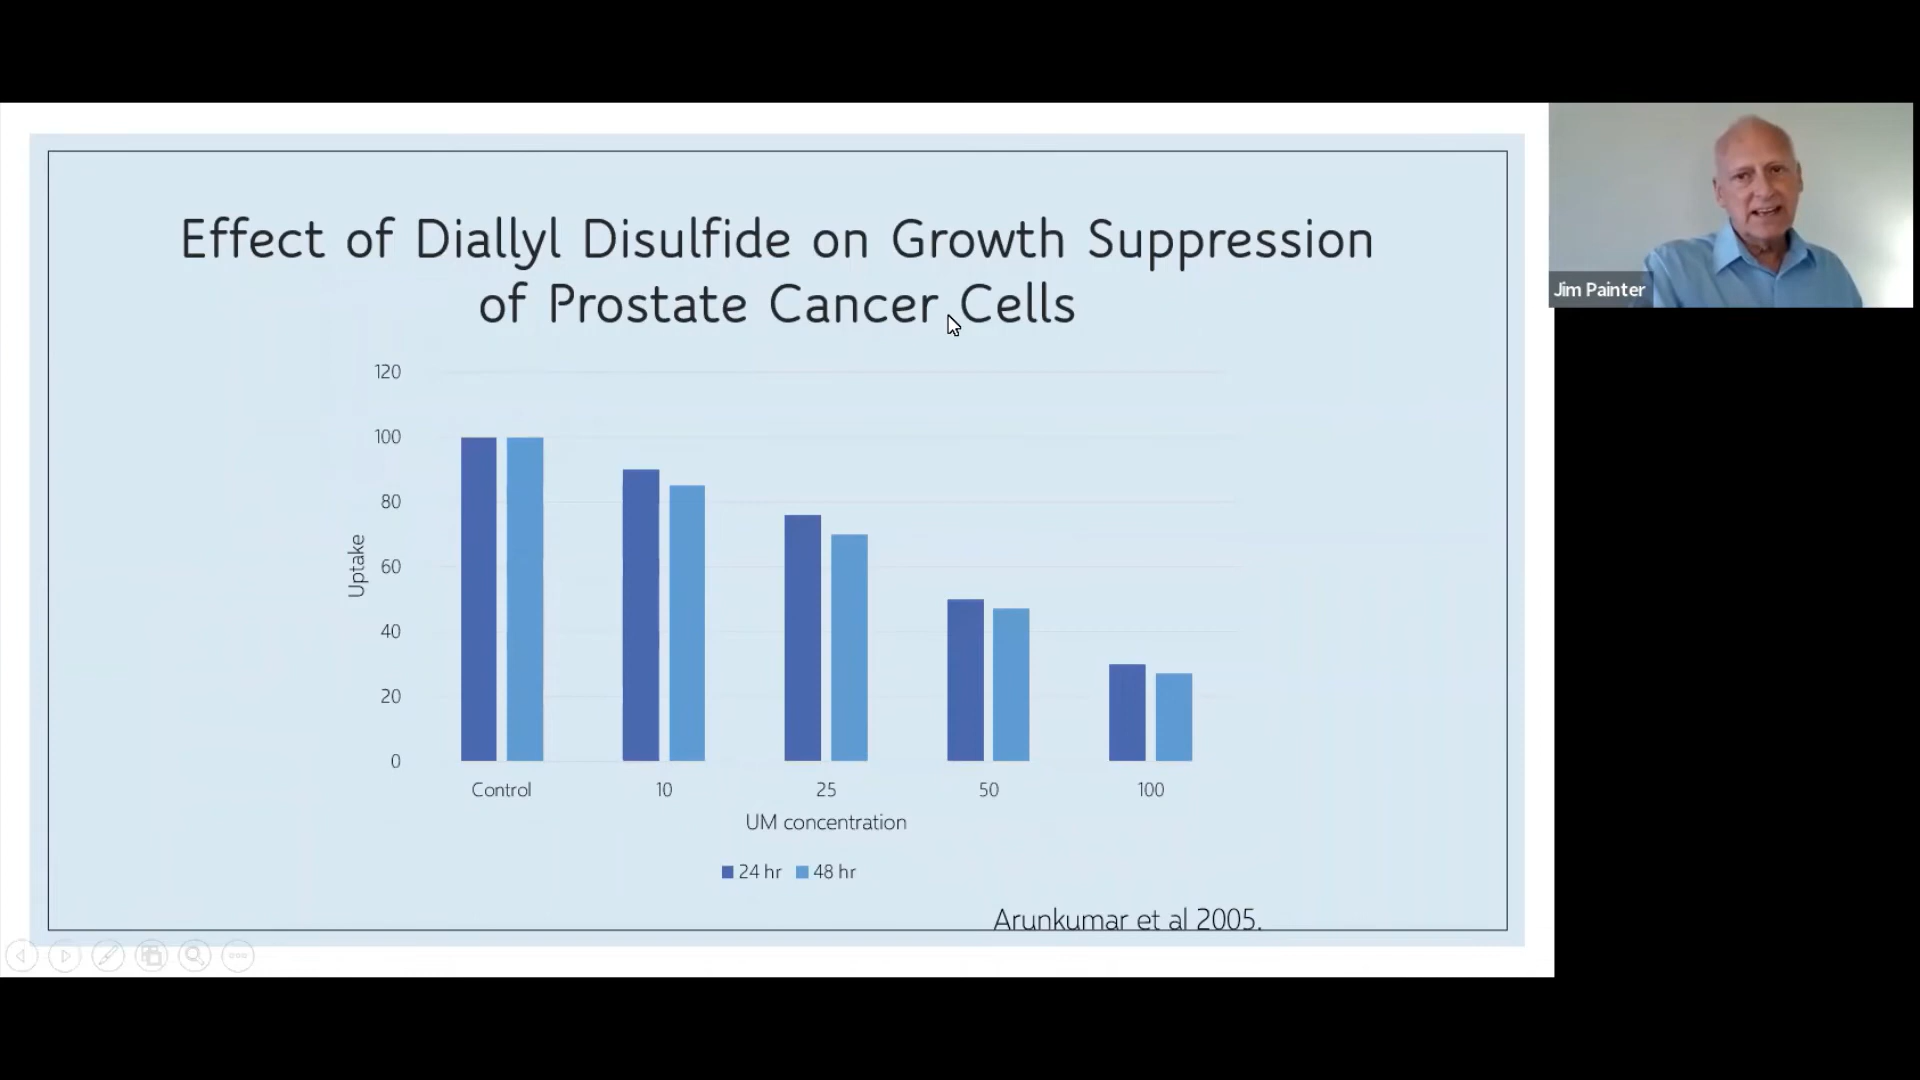 Effect of Diallyl Disulfide on Growth Suppression
of Prostate Cancer Cells
Jim Painter
120
100
80
60
40
20
0
Uptake
Control 10 25 50 100
UM concentration
24 hr 48 hr
Arunkumar et al 2005.